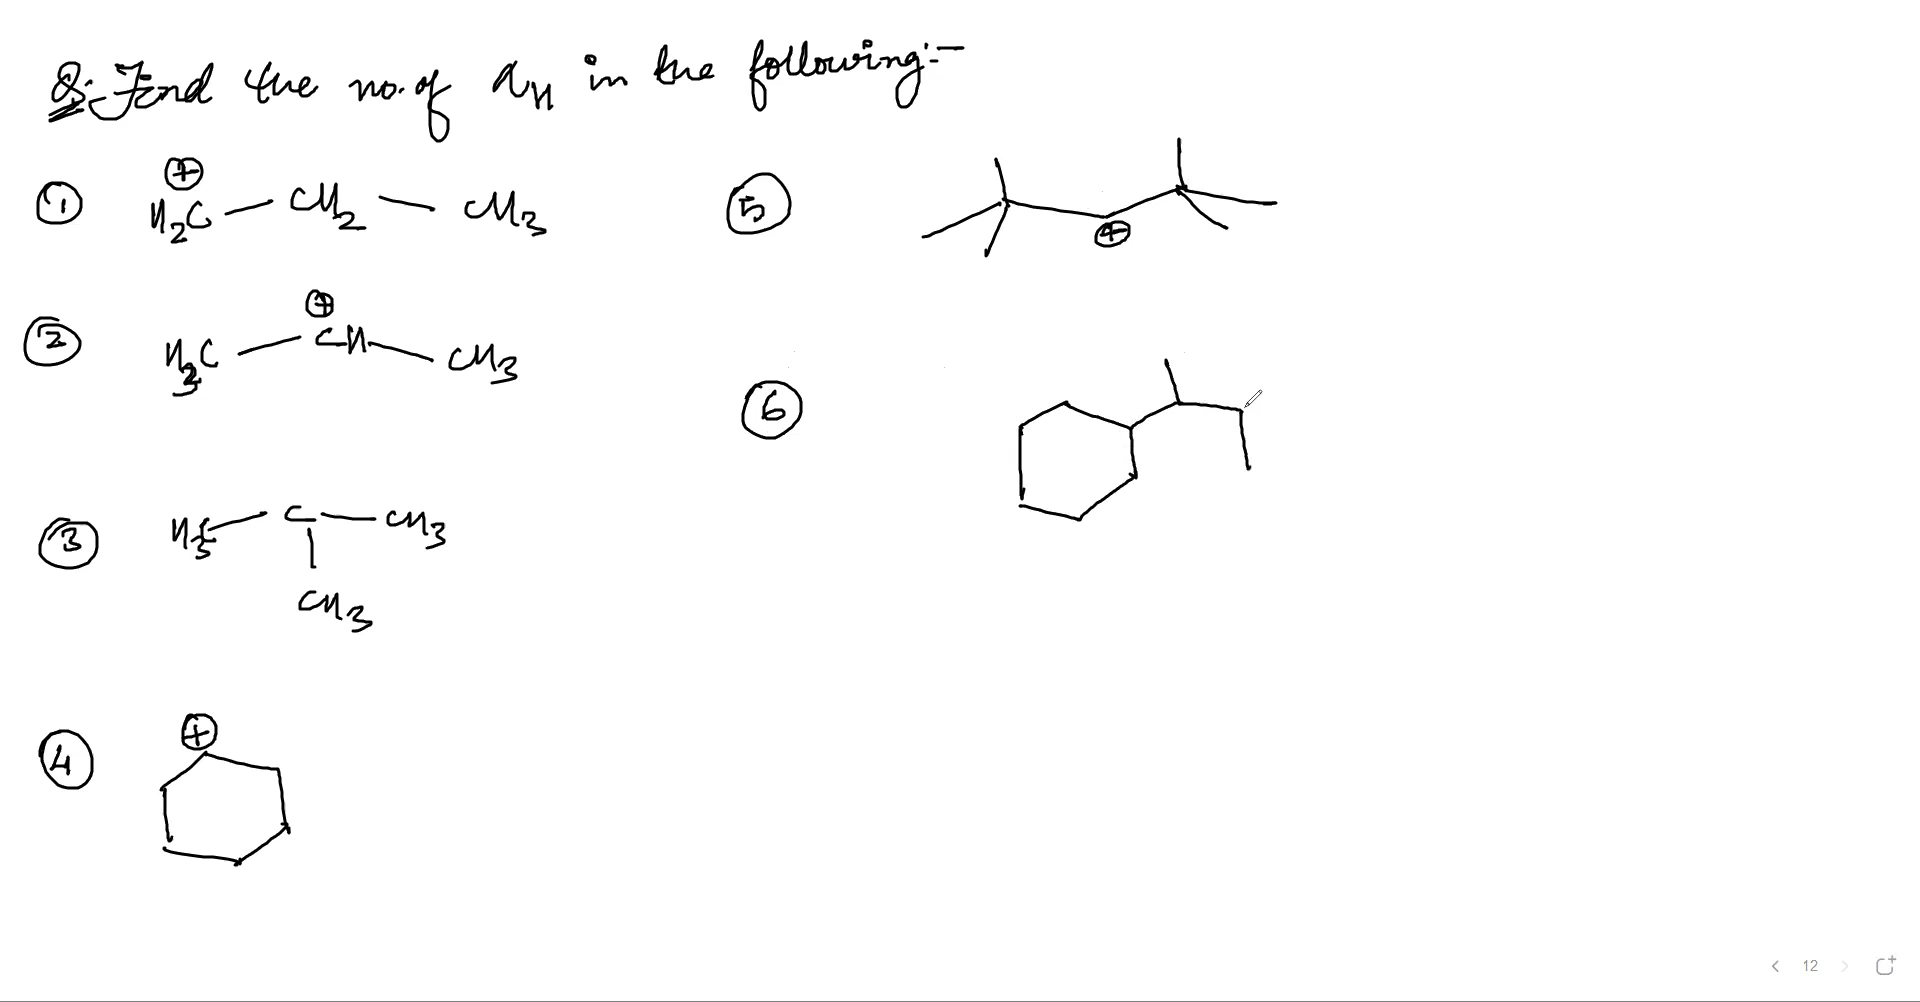 Q:- Find the no. of αH in the following:-
① ⊕
H2C — CH2 — CH3
② ⊕
H3C — CH — CH3
③ H3C — C — CH3
CH3
④ ⊕
⑤ ⊕
⑥
12